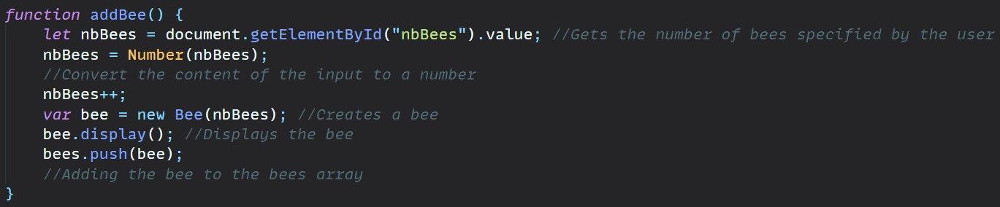 function addBee() {
    let nbBees = document.getElementById("nbBees").value; //Gets the number of bees specified by the user
    nbBees = Number(nbBees);
    //Convert the content of the input to a number
    nbBees++;
    var bee = new Bee(nbBees); //Creates a bee
    bee.display(); //Displays the bee
    bees.push(bee);
    //Adding the bee to the bees array
}